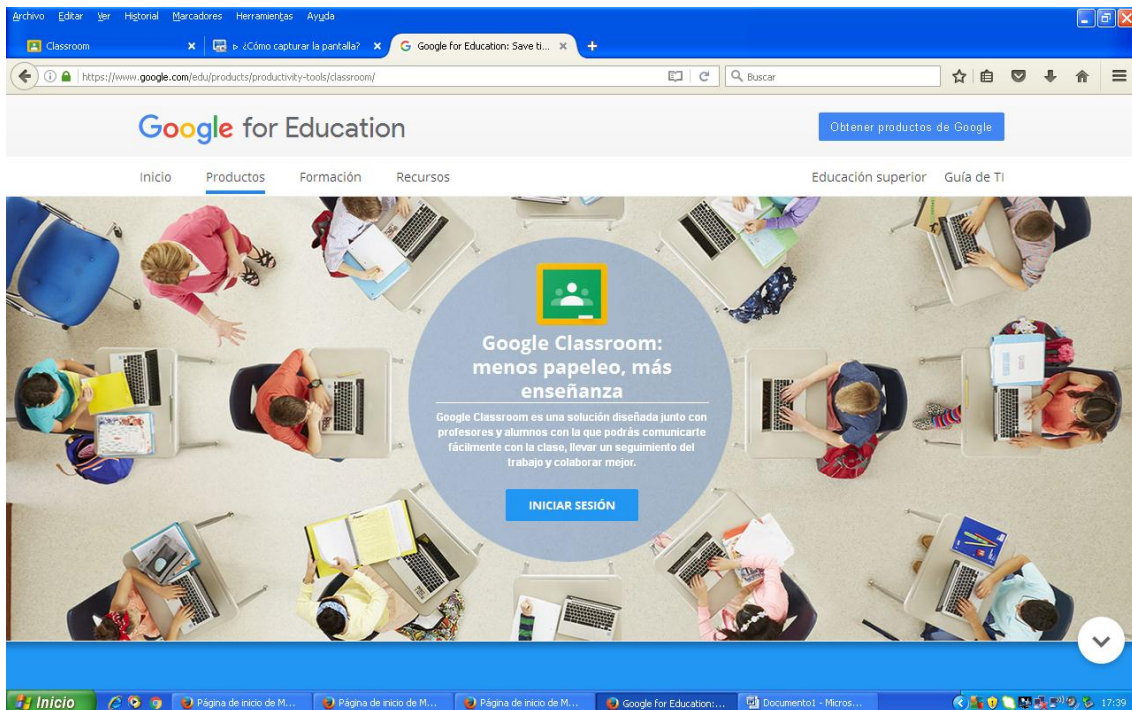 Archivo Editar Ver Historial Marcadores Herramientas Ayuda
Classroom
▷ ¿Cómo capturar la pantalla?
Google for Education: Save ti...
https://www.google.com/edu/products/productivity-tools/classroom/
Buscar
Google for Education
Obtener productos de Google
Inicio Productos Formación Recursos Educación superior Guía de TI
Google Classroom:
menos papeleo, más
enseñanza
Google Classroom es una solución diseñada junto con
profesores y alumnos con la que podrás comunicarte
fácilmente con la clase, llevar un seguimiento del
trabajo y colaborar mejor.
INICIAR SESIÓN
Inicio
Página de inicio de M...
Página de inicio de M...
Página de inicio de M...
Google for Education:...
Documento1 - Micros...
17:39